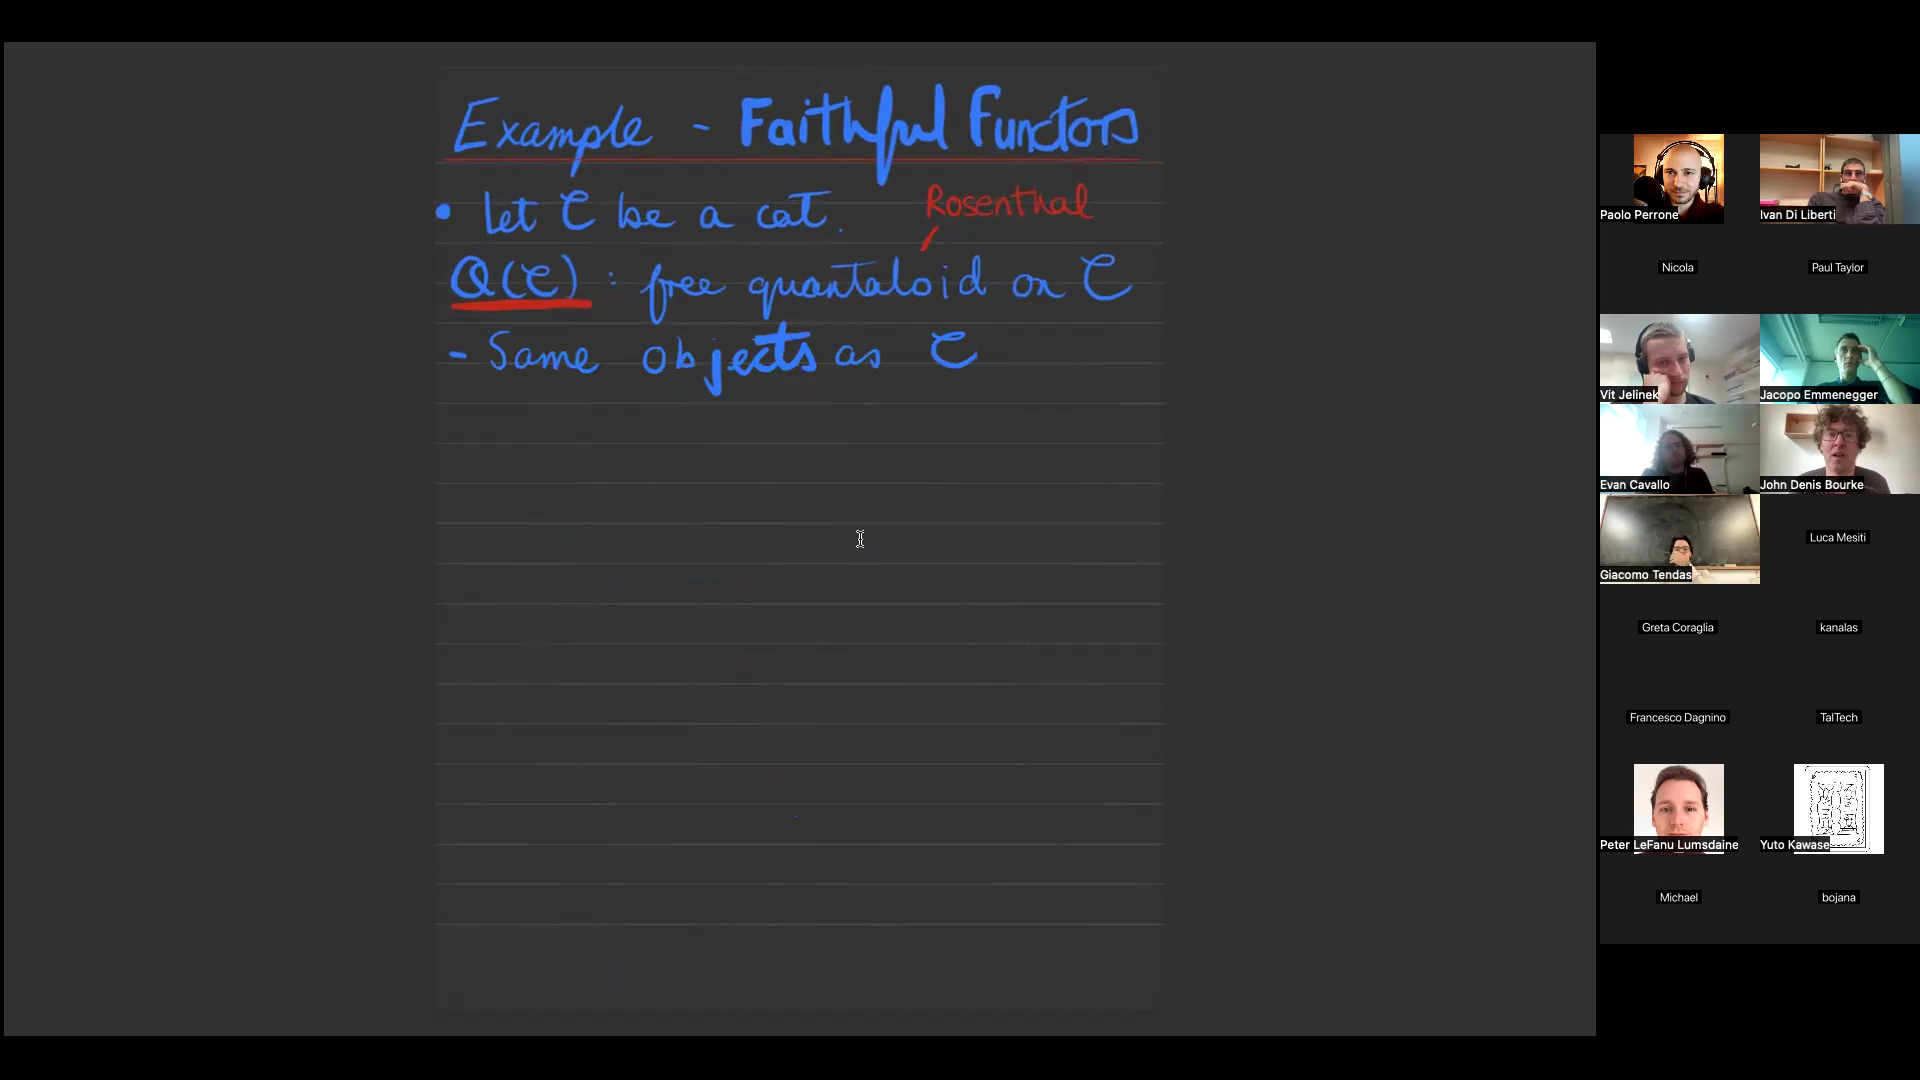 Example - Faithful Functors
• Let C be a cat.
Rosenthal
Q(C) : free quantaloid on C
- Same objects as C
Paolo Perrone
Ivan Di Liberti
Nicola
Paul Taylor
Vit Jelinek
Jacopo Emmenegger
Evan Cavallo
John Denis Bourke
Giacomo Tendas
Luca Mesiti
Greta Coraglia
kanalas
Francesco Dagnino
TalTech
Peter LeFanu Lumsdaine
Yuto Kawase
Michael
bojana